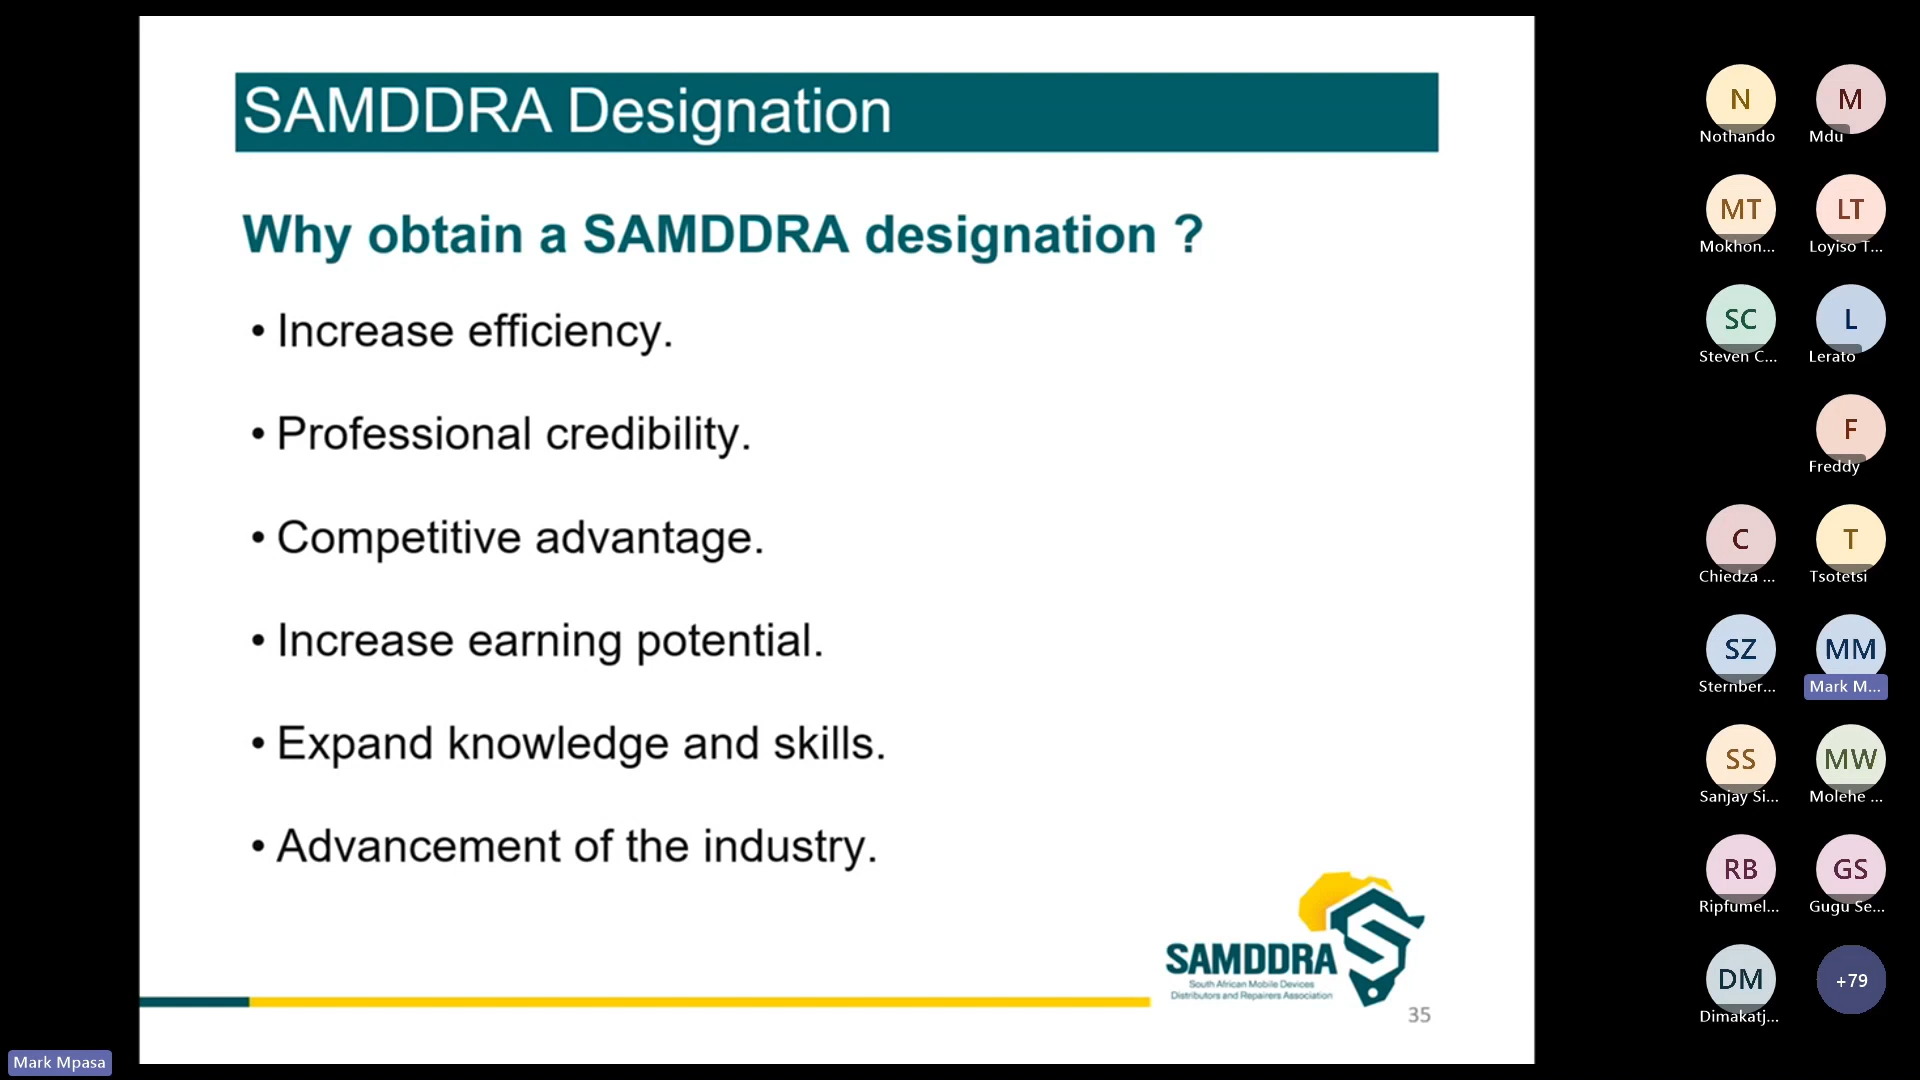 SAMDDRA Designation
Why obtain a SAMDDRA designation ?
• Increase efficiency.
• Professional credibility.
• Competitive advantage.
• Increase earning potential.
• Expand knowledge and skills.
• Advancement of the industry.
SAMDDRA
South African Mobile Devices
Distributors and Repairers Association
35
Mark Mpasa
N
Nothando
M
Mdu
MT
Mokhon...
LT
Loyiso T...
SC
Steven C...
L
Lerato
F
Freddy
C
Chiedza ...
T
Tsotetsi
SZ
Sternber...
MM
Mark M...
SS
Sanjay Si...
MW
Molehe ...
RB
Ripfumel...
GS
Gugu Se...
DM
Dimakatj...
+79